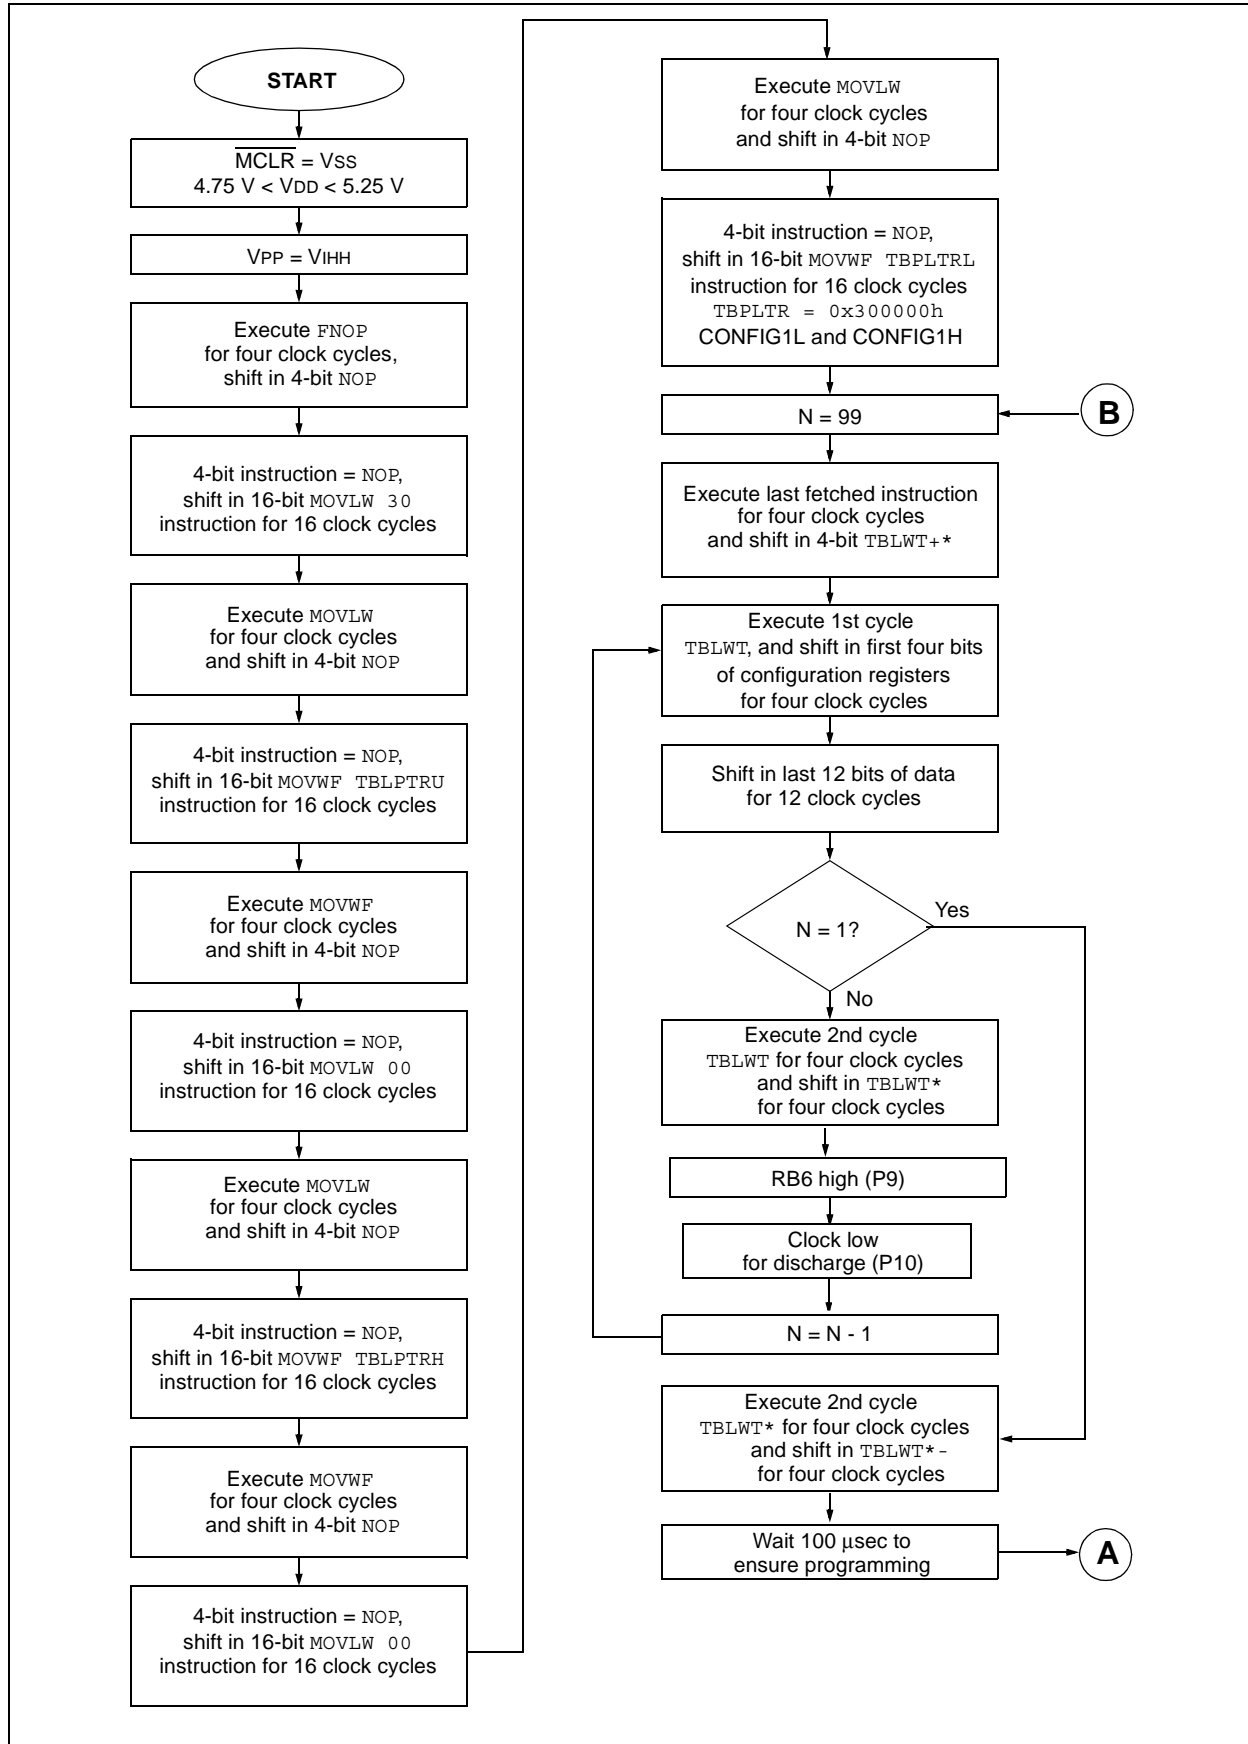 START
MCLR = VSS
4.75 V < VDD < 5.25 V
VPP = VIHH
Execute FNOP
for four clock cycles,
shift in 4-bit NOP
4-bit instruction = NOP,
shift in 16-bit MOVLW 30
instruction for 16 clock cycles
Execute MOVLW
for four clock cycles
and shift in 4-bit NOP
4-bit instruction = NOP,
shift in 16-bit MOVWF TBLPTRU
instruction for 16 clock cycles
Execute MOVWF
for four clock cycles
and shift in 4-bit NOP
4-bit instruction = NOP,
shift in 16-bit MOVLW 00
instruction for 16 clock cycles
Execute MOVLW
for four clock cycles
and shift in 4-bit NOP
4-bit instruction = NOP,
shift in 16-bit MOVWF TBLPTRH
instruction for 16 clock cycles
Execute MOVWF
for four clock cycles
and shift in 4-bit NOP
4-bit instruction = NOP,
shift in 16-bit MOVLW 00
instruction for 16 clock cycles
Execute MOVLW
for four clock cycles
and shift in 4-bit NOP
4-bit instruction = NOP,
shift in 16-bit MOVWF TBPLTRL
instruction for 16 clock cycles
TBPLTR = 0x300000h
CONFIG1L and CONFIG1H
N = 99
B
Execute last fetched instruction
for four clock cycles
and shift in 4-bit TBLWT+*
Execute 1st cycle
TBLWT, and shift in first four bits
of configuration registers
for four clock cycles
Shift in last 12 bits of data
for 12 clock cycles
N = 1?
Yes
No
Execute 2nd cycle
TBLWT for four clock cycles
and shift in TBLWT*
for four clock cycles
RB6 high (P9)
Clock low
for discharge (P10)
N = N - 1
Execute 2nd cycle
TBLWT* for four clock cycles
and shift in TBLWT*-
for four clock cycles
Wait 100 µsec to
ensure programming
A